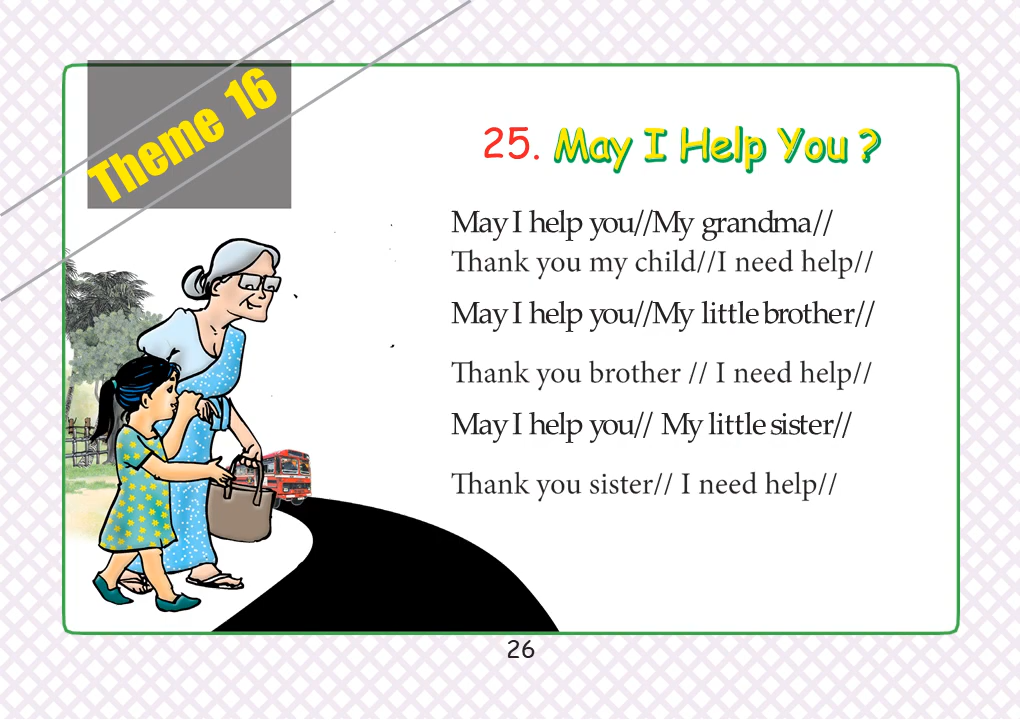 Theme 16
25. May I Help You ?
May I help you//My grandma//
Thank you my child//I need help//
May I help you//My little brother//
Thank you brother // I need help//
May I help you// My little sister//
Thank you sister// I need help//
26